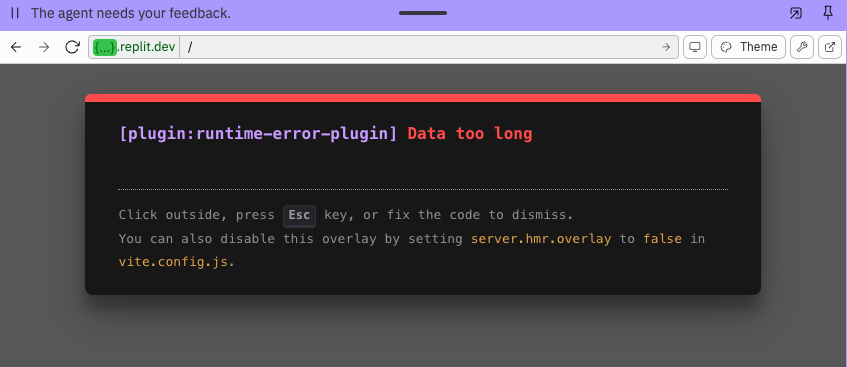 The agent needs your feedback.
{...}.replit.dev /
Theme
[plugin:runtime-error-plugin] Data too long
Click outside, press Esc key, or fix the code to dismiss.
You can also disable this overlay by setting server.hmr.overlay to false in
vite.config.js.